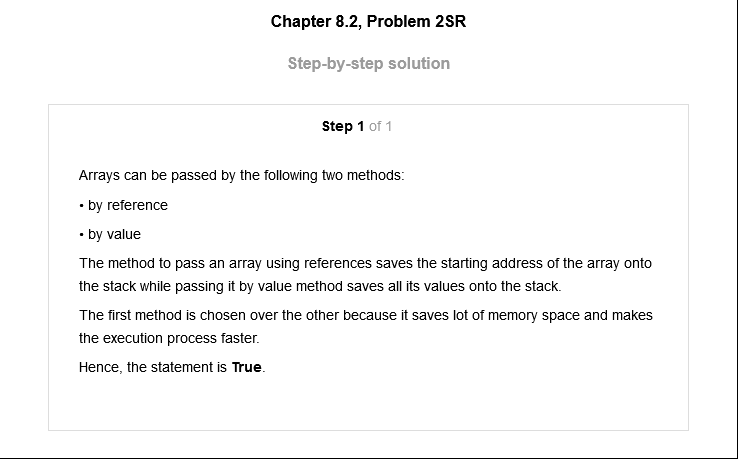 Chapter 8.2, Problem 2SR
Step-by-step solution
Step 1 of 1
Arrays can be passed by the following two methods:
• by reference
• by value
The method to pass an array using references saves the starting address of the array onto
the stack while passing it by value method saves all its values onto the stack.
The first method is chosen over the other because it saves lot of memory space and makes
the execution process faster.
Hence, the statement is True.